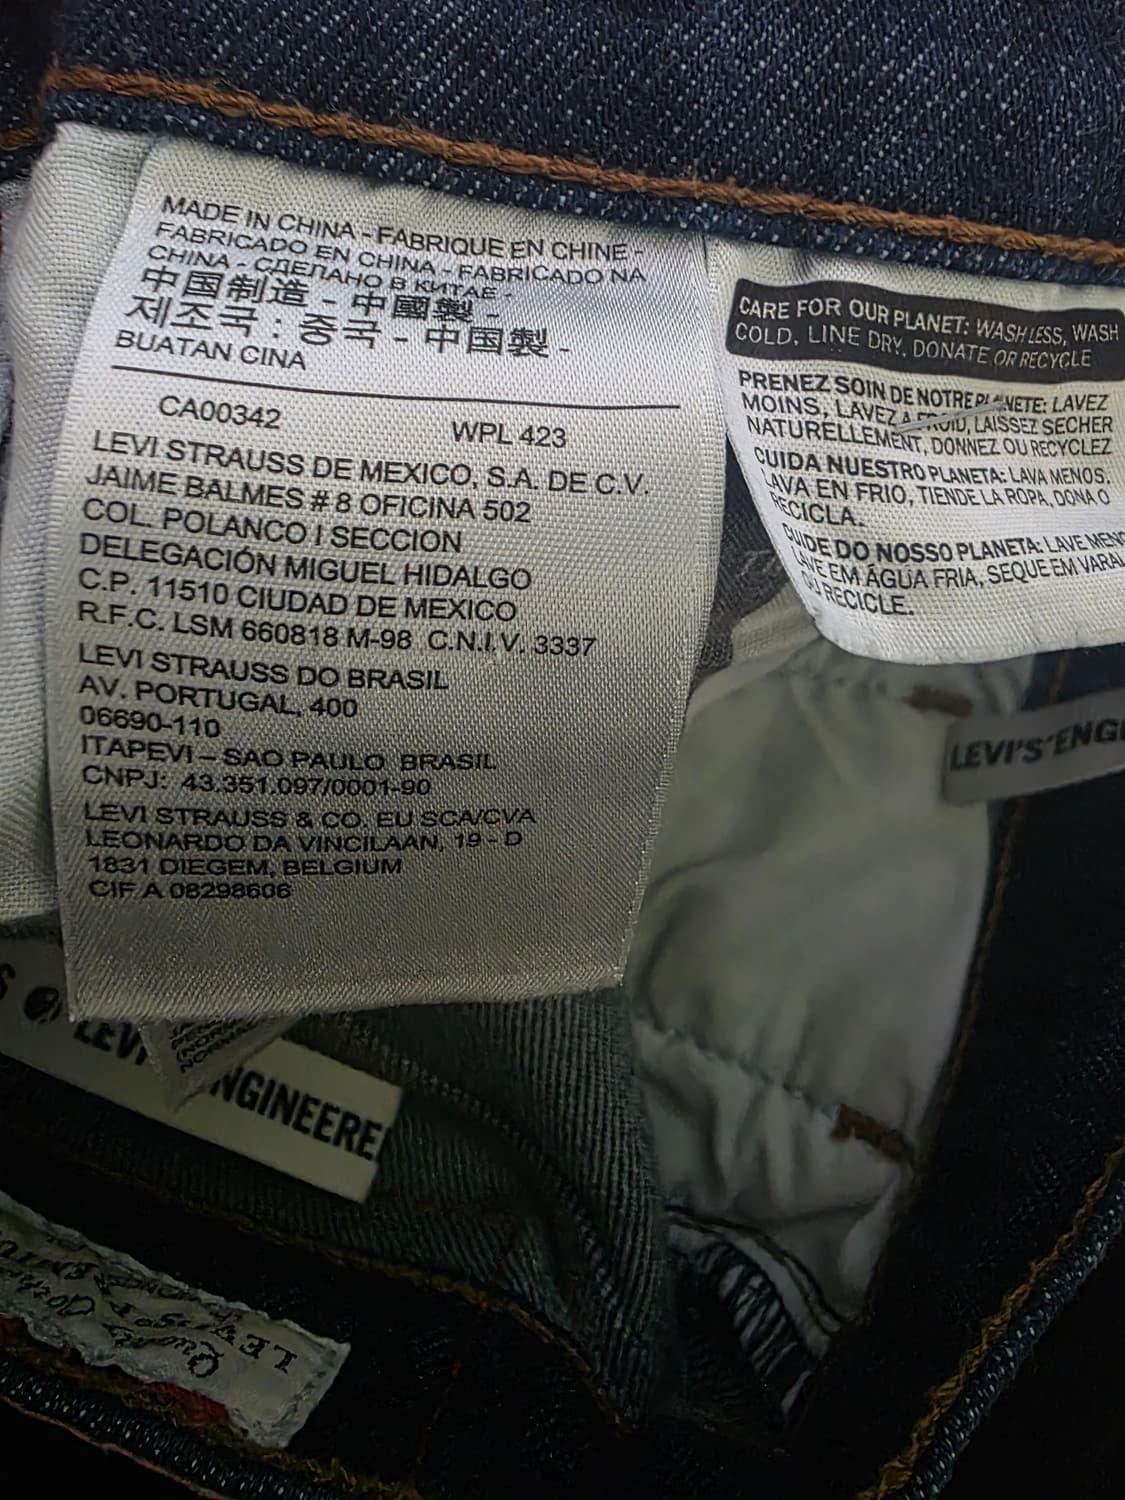 MADE IN CHINA - FABRIQUE EN CHINE -
FABRICADO EN CHINA - FABRICADO NA
CHINA - СДЕЛАНО В КИТАЕ -
中国制造 - 中國製 -
제조국 : 중국 - 中国製 -
BUATAN CINA
CA00342 WPL 423
LEVI STRAUSS DE MEXICO, S.A. DE C.V.
JAIME BALMES # 8 OFICINA 502
COL. POLANCO I SECCION
DELEGACIÓN MIGUEL HIDALGO
C.P. 11510 CIUDAD DE MEXICO
R.F.C. LSM 660818 M-98 C.N.I.V. 3337
LEVI STRAUSS DO BRASIL
AV. PORTUGAL, 400
06690-110
ITAPEVI – SAO PAULO BRASIL
CNPJ: 43.351.097/0001-90
LEVI STRAUSS & CO. EU SCA/CVA
LEONARDO DA VINCILAAN, 19 - D
1831 DIEGEM, BELGIUM
CIF A 08298606
CARE FOR OUR PLANET: WASH LESS, WASH
COLD, LINE DRY, DONATE OR RECYCLE
PRENEZ SOIN DE NOTRE PLANETE: LAVEZ
MOINS, LAVEZ A FROID, LAISSEZ SECHER
NATURELLEMENT, DONNEZ OU RECYCLEZ
CUIDA NUESTRO PLANETA: LAVA MENOS,
LAVA EN FRIO, TIENDE LA ROPA, DONA O
RECICLA.
CUIDE DO NOSSO PLANETA: LAVE MENO
LAVE EM ÁGUA FRIA, SEQUE EM VARAL
OU RECICLE.
LEVI'S ENGI
LEVI NGINEERE
LEVI'S